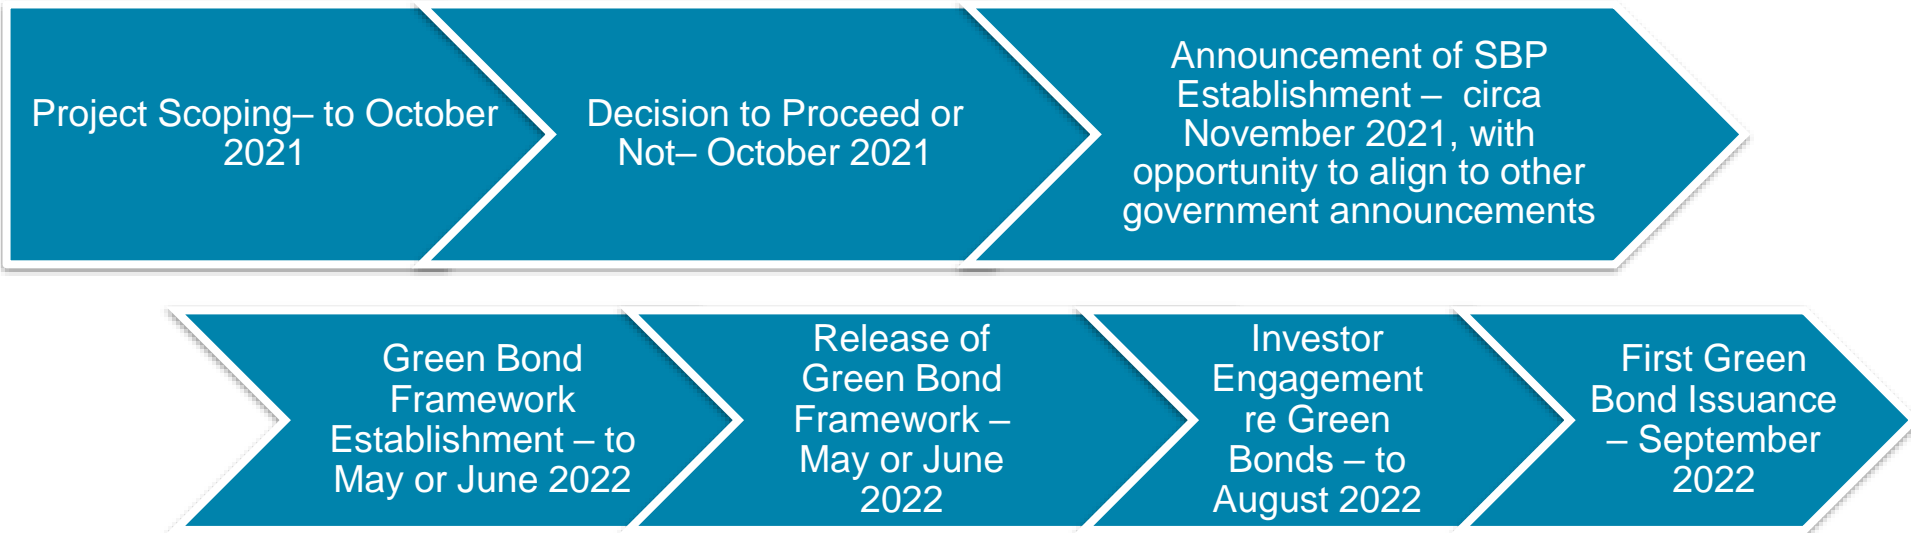 Project Scoping– to October
2021
Decision to Proceed or
Not– October 2021
Announcement of SBP
Establishment –  circa
November 2021, with
opportunity to align to other
government announcements
Green Bond
Framework
Establishment – to
May or June 2022
Release of
Green Bond
Framework –
May or June
2022
Investor
Engagement
re Green
Bonds – to
August 2022
First Green
Bond Issuance
– September
2022